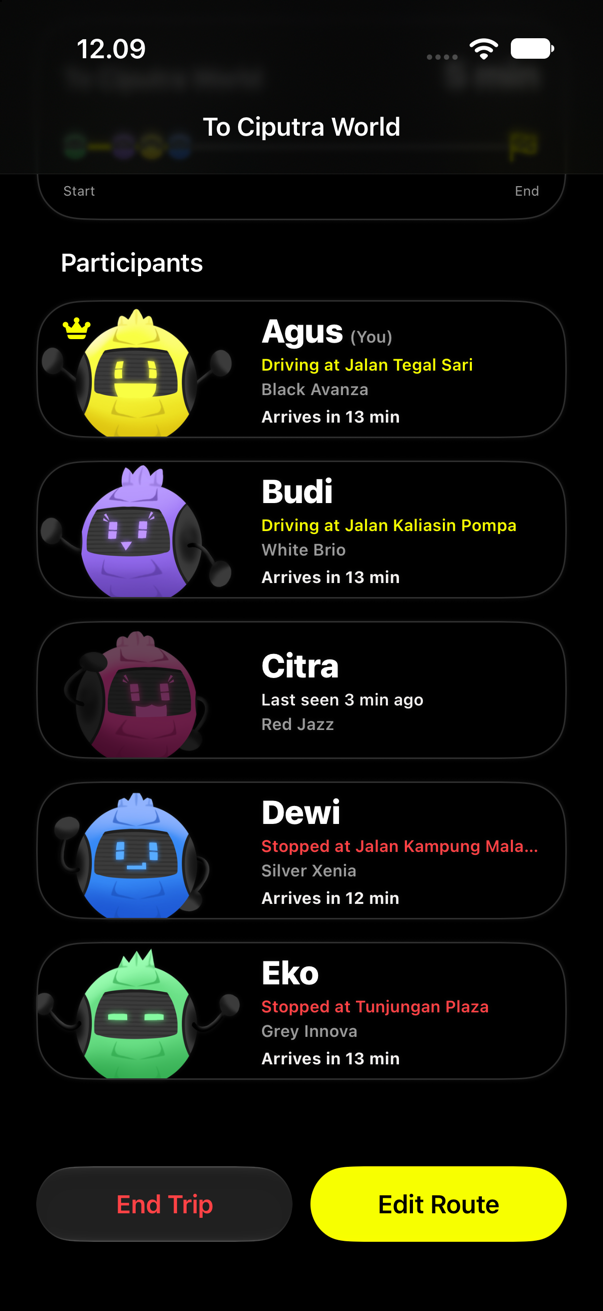 12.09
To Ciputra World
Start
End
Participants
Agus (You)
Driving at Jalan Tegal Sari
Black Avanza
Arrives in 13 min
Budi
Driving at Jalan Kaliasin Pompa
White Brio
Arrives in 13 min
Citra
Last seen 3 min ago
Red Jazz
Dewi
Stopped at Jalan Kampung Mala...
Silver Xenia
Arrives in 12 min
Eko
Stopped at Tunjungan Plaza
Grey Innova
Arrives in 13 min
End Trip
Edit Route